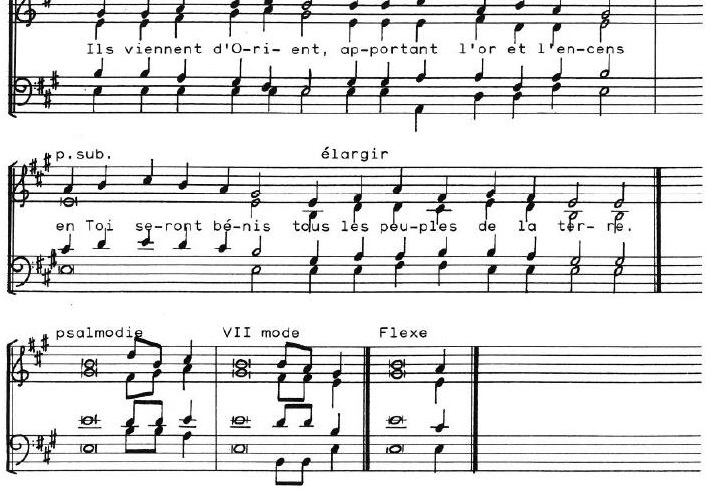 Ils viennent d'O-ri- ent, ap-portant l'or et l'en-cens
p.sub. élargir
en Toi se-ront bé-nis tous les peu-ples de la ter- re.
psalmodie VII mode Flexe